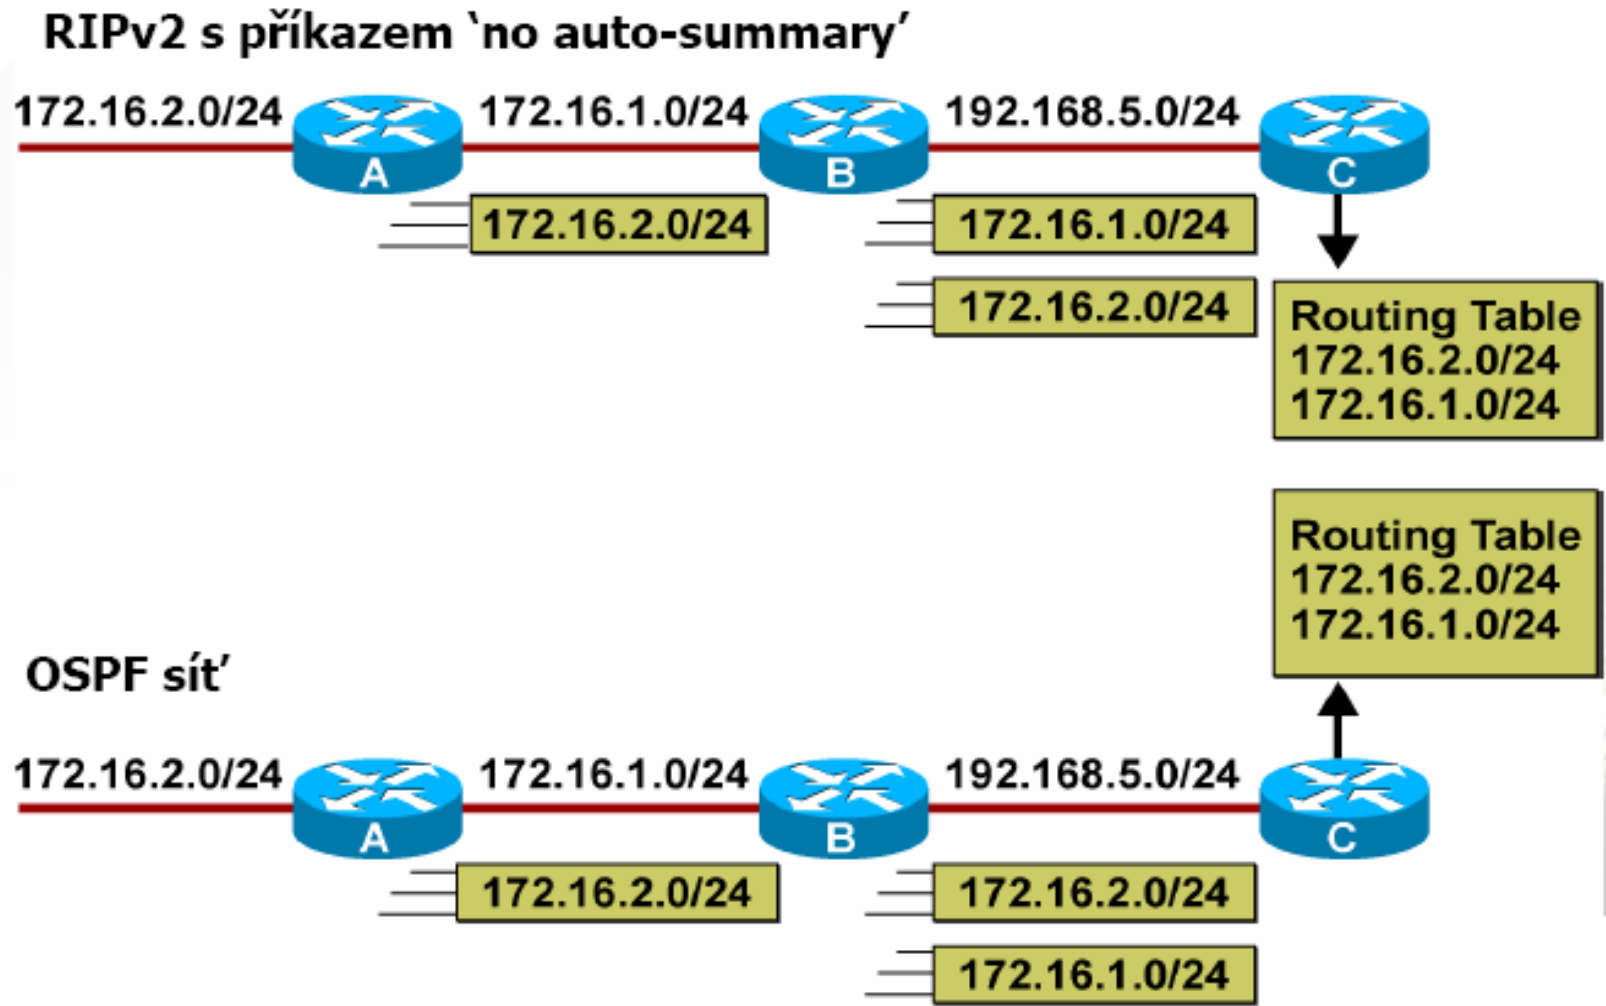 RIPv2 s příkazem ‘no auto-summary’
172.16.2.0/24 172.16.1.0/24 192.168.5.0/24
A B C
172.16.2.0/24 172.16.1.0/24
172.16.2.0/24
Routing Table
172.16.2.0/24
172.16.1.0/24
Routing Table
172.16.2.0/24
172.16.1.0/24
OSPF síť
172.16.2.0/24 172.16.1.0/24 192.168.5.0/24
A B C
172.16.2.0/24 172.16.2.0/24
172.16.1.0/24